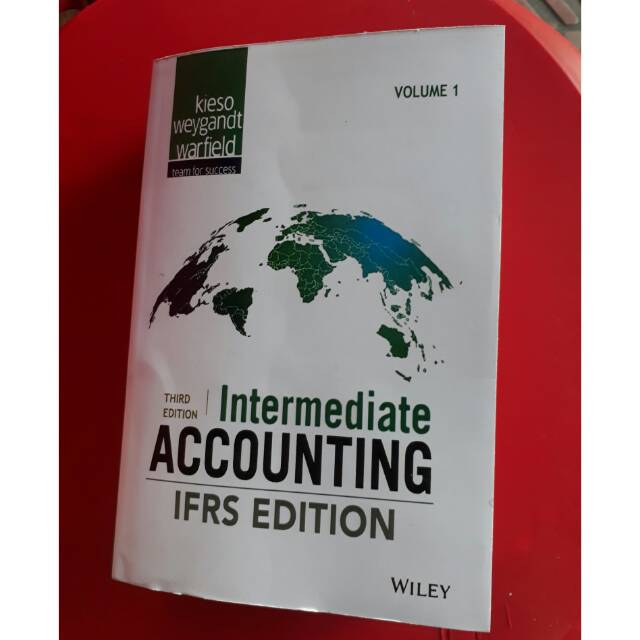 kieso
weygandt
warfield
team for success
VOLUME 1
THIRD
EDITION
Intermediate
ACCOUNTING
IFRS EDITION
WILEY